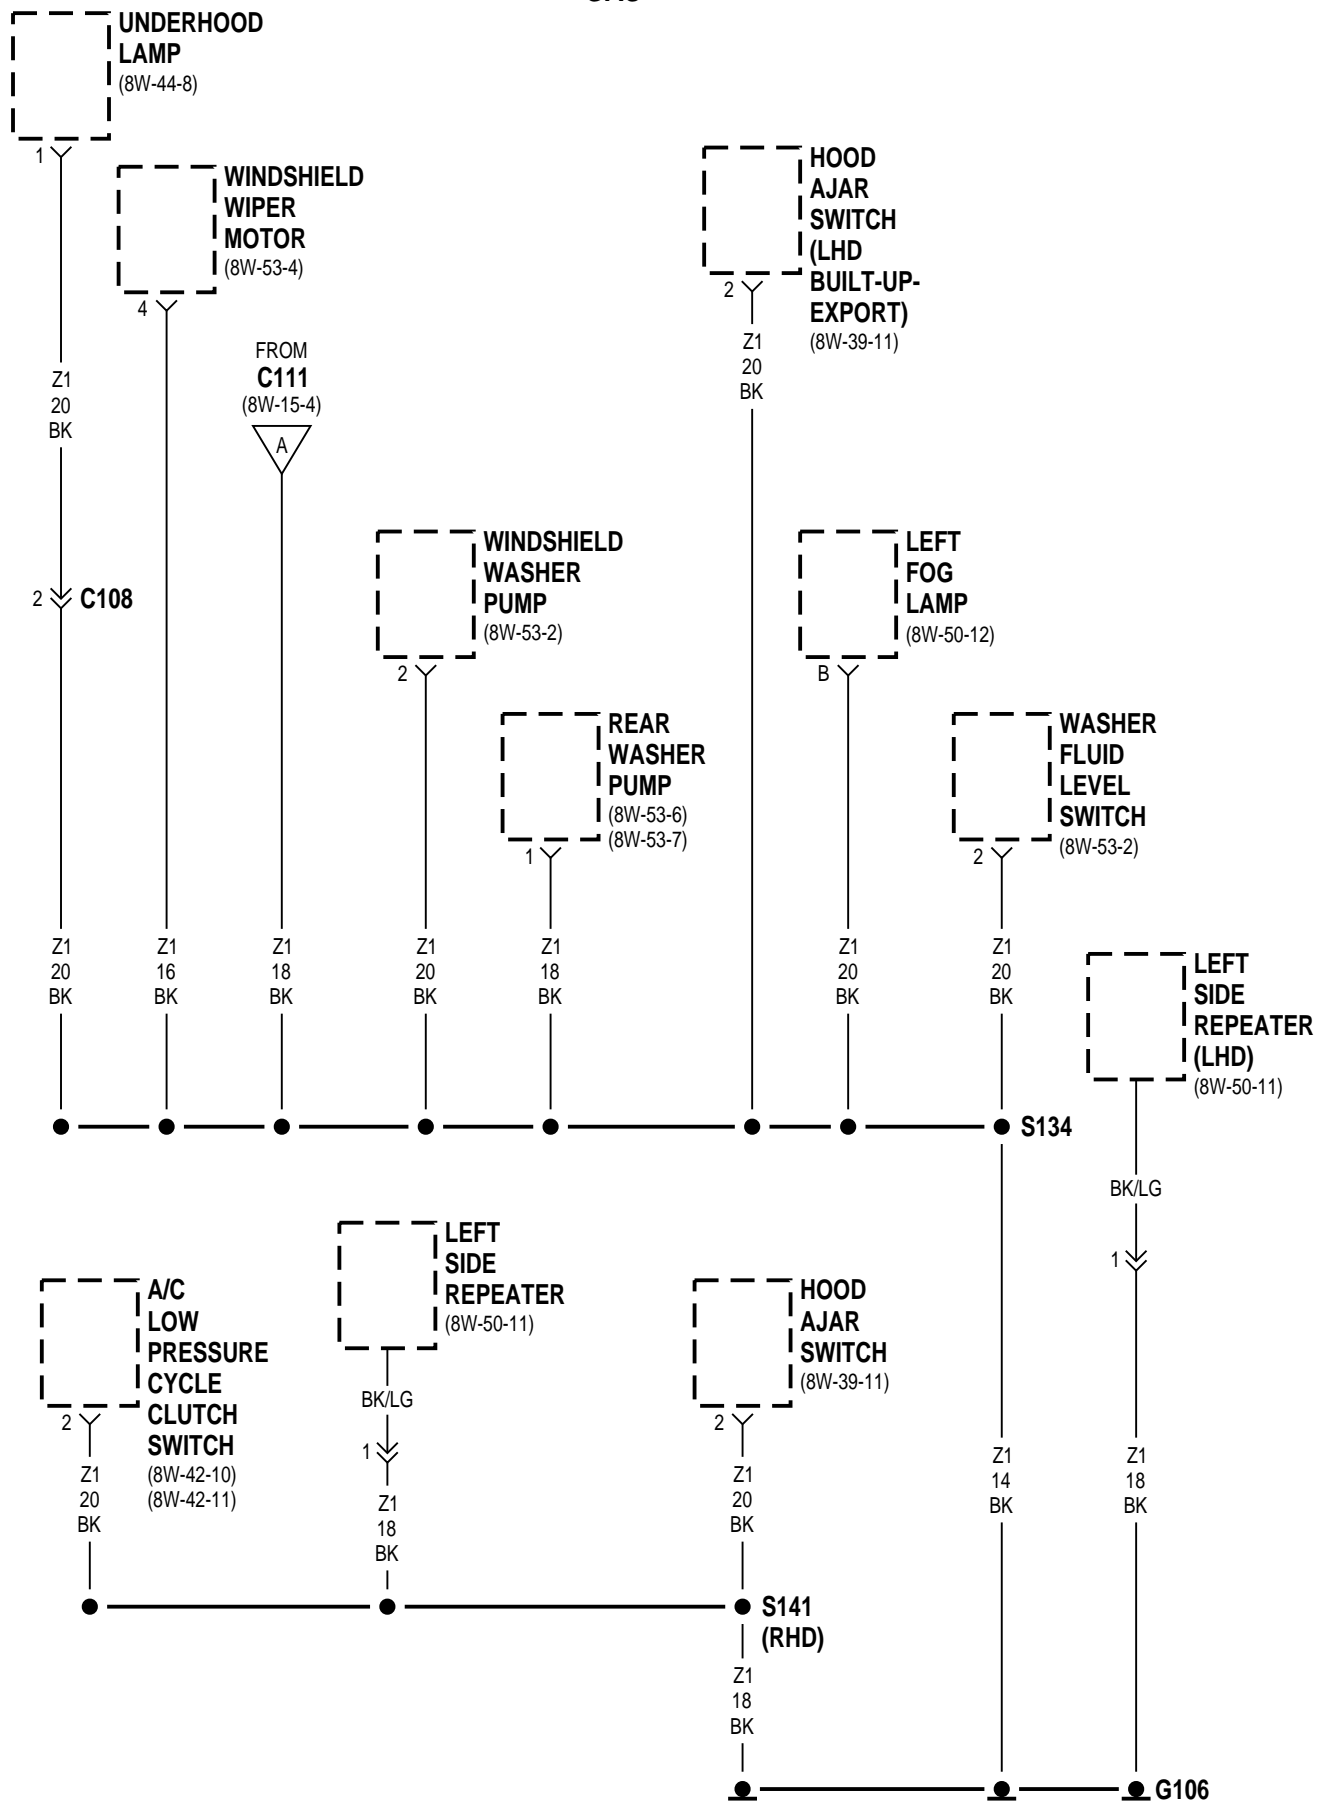 UNDERHOOD
LAMP
(8W-44-8)
1
WINDSHIELD
WIPER
MOTOR
(8W-53-4)
4
HOOD
AJAR
SWITCH
(LHD
BUILT-UP-
EXPORT)
(8W-39-11)
2
Z1
20
BK
FROM
C111
(8W-15-4)
A
Z1
20
BK
2
C108
WINDSHIELD
WASHER
PUMP
(8W-53-2)
2
LEFT
FOG
LAMP
(8W-50-12)
B
REAR
WASHER
PUMP
(8W-53-6)
(8W-53-7)
1
WASHER
FLUID
LEVEL
SWITCH
(8W-53-2)
2
Z1
20
BK
Z1
16
BK
Z1
18
BK
Z1
20
BK
Z1
18
BK
Z1
20
BK
Z1
20
BK
LEFT
SIDE
REPEATER
(LHD)
(8W-50-11)
S134
BK/LG
1
A/C
LOW
PRESSURE
CYCLE
CLUTCH
SWITCH
(8W-42-10)
(8W-42-11)
2
Z1
20
BK
LEFT
SIDE
REPEATER
(8W-50-11)
BK/LG
1
Z1
18
BK
HOOD
AJAR
SWITCH
(8W-39-11)
2
Z1
20
BK
Z1
14
BK
Z1
18
BK
S141
(RHD)
Z1
18
BK
G106